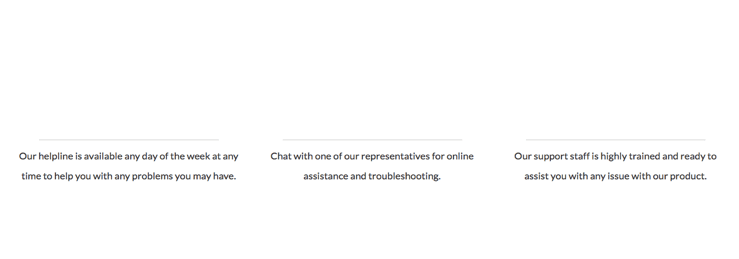 Our helpline is available any day of the week at any
time to help you with any problems you may have.
Chat with one of our representatives for online
assistance and troubleshooting.
Our support staff is highly trained and ready to
assist you with any issue with our product.